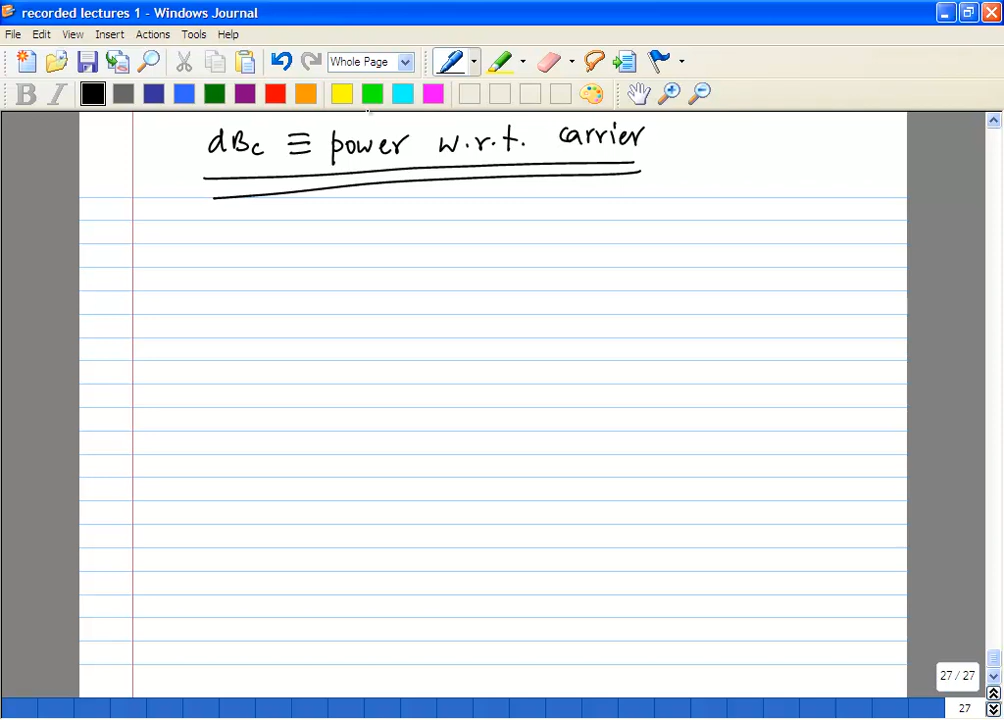 recorded lectures 1 - Windows Journal
File Edit View Insert Actions Tools Help
Whole Page
B I
dBc ≡ power w.r.t. carrier
27 / 27
27